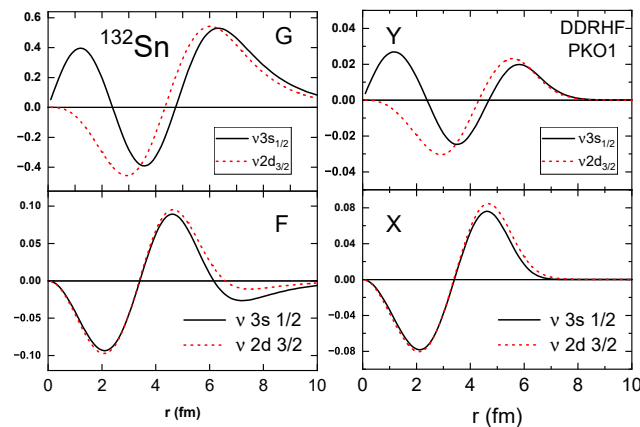 ¹³²Sn
G
0.6
0.4
0.2
0.0
−0.2
−0.4
ν3s₁/₂
ν2d₃/₂
Y
DDRHF
PKO1
0.04
0.02
0.00
−0.02
−0.04
ν3s₁/₂
ν2d₃/₂
F
0.10
0.05
0.00
−0.05
−0.10
ν 3s 1/2
ν 2d 3/2
0 2 4 6 8 10
r (fm)
X
0.08
0.04
0.00
−0.04
−0.08
ν 3s 1/2
ν 2d 3/2
0 2 4 6 8 10
r (fm)